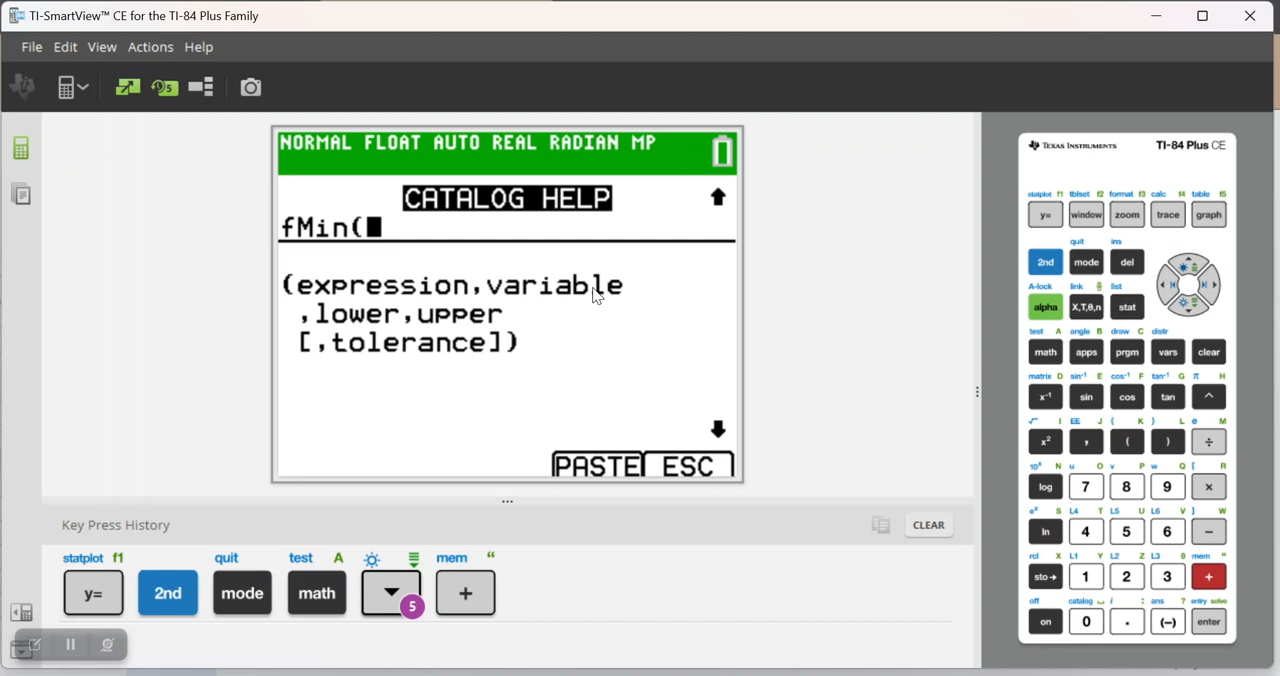 TI-SmartView™ CE for the TI-84 Plus Family
File Edit View Actions Help
NORMAL FLOAT AUTO REAL RADIAN MP
CATALOG HELP
fMin(
(expression,variable
,lower,upper
[,tolerance])
PASTE ESC
Key Press History
CLEAR
statplot f1 quit test A mem “
y= 2nd mode math +
5
TEXAS INSTRUMENTS TI-84 Plus CE
statplot f1 tblset f2 format f3 calc f4 table f5
y= window zoom trace graph
quit ins
2nd mode del
A-lock link list
alpha X,T,θ,n stat
test A angle B draw C distr
math apps prgm vars clear
matrix D sin⁻¹ E cos⁻¹ F tan⁻¹ G π H
x⁻¹ sin cos tan ^
√ I EE J { K } L e M
x² , ( ) ÷
10ˣ N u O v P w Q [ R
log 7 8 9 ×
eˣ S L4 T L5 U L6 V ] W
ln 4 5 6 −
rcl X L1 Y L2 Z L3 θ mem “
sto→ 1 2 3 +
off catalog i : ans ? entry solve
on 0 . (−) enter